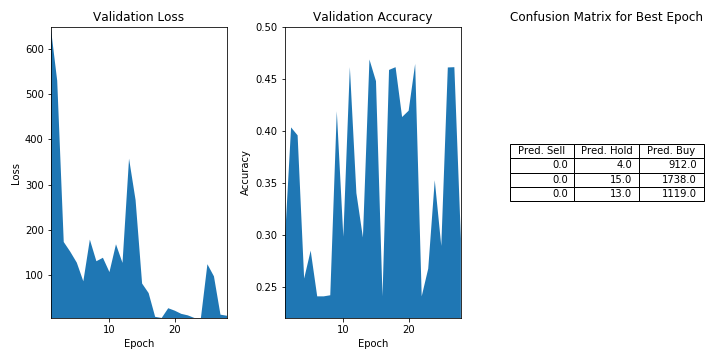 Validation Loss
600
500
400
300
200
100
Loss
10
20
Epoch
Validation Accuracy
0.50
0.45
0.40
0.35
0.30
0.25
Accuracy
10
20
Epoch
Confusion Matrix for Best Epoch
Pred. Sell Pred. Hold Pred. Buy
0.0 4.0 912.0
0.0 15.0 1738.0
0.0 13.0 1119.0